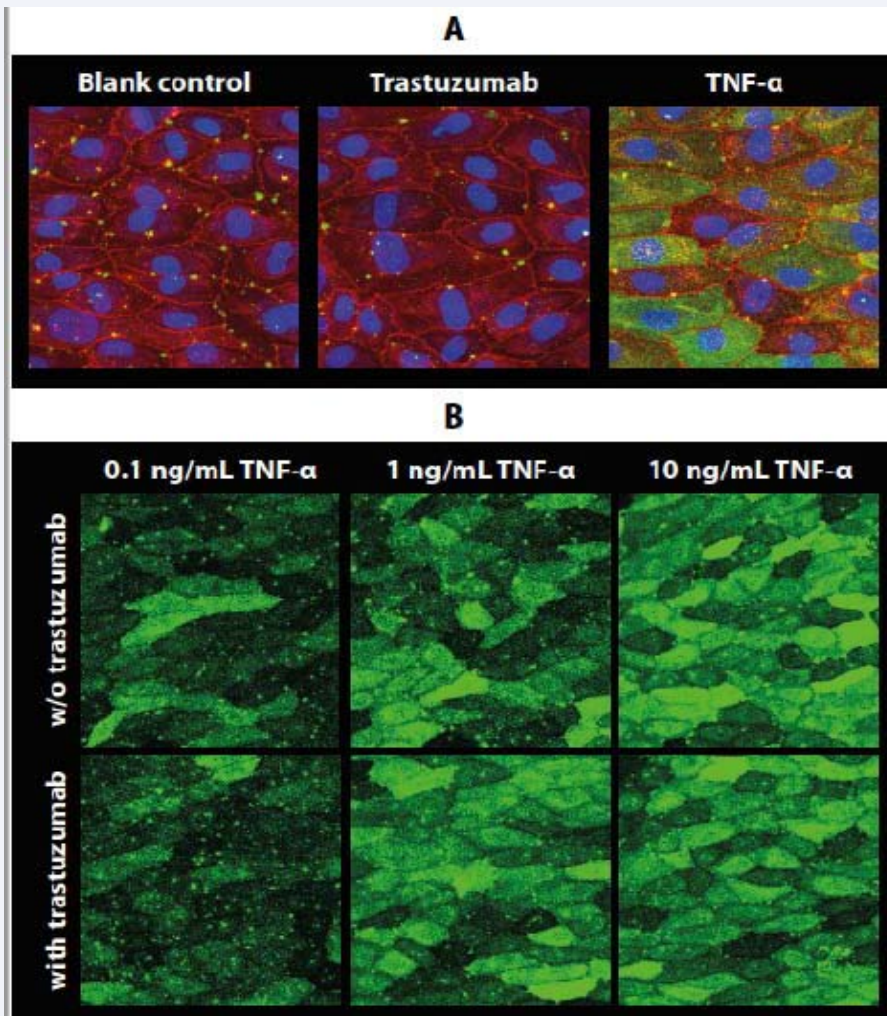 A
Blank control Trastuzumab TNF-α
B
0.1 ng/mL TNF-α 1 ng/mL TNF-α 10 ng/mL TNF-α
w/o trastuzumab
with trastuzumab